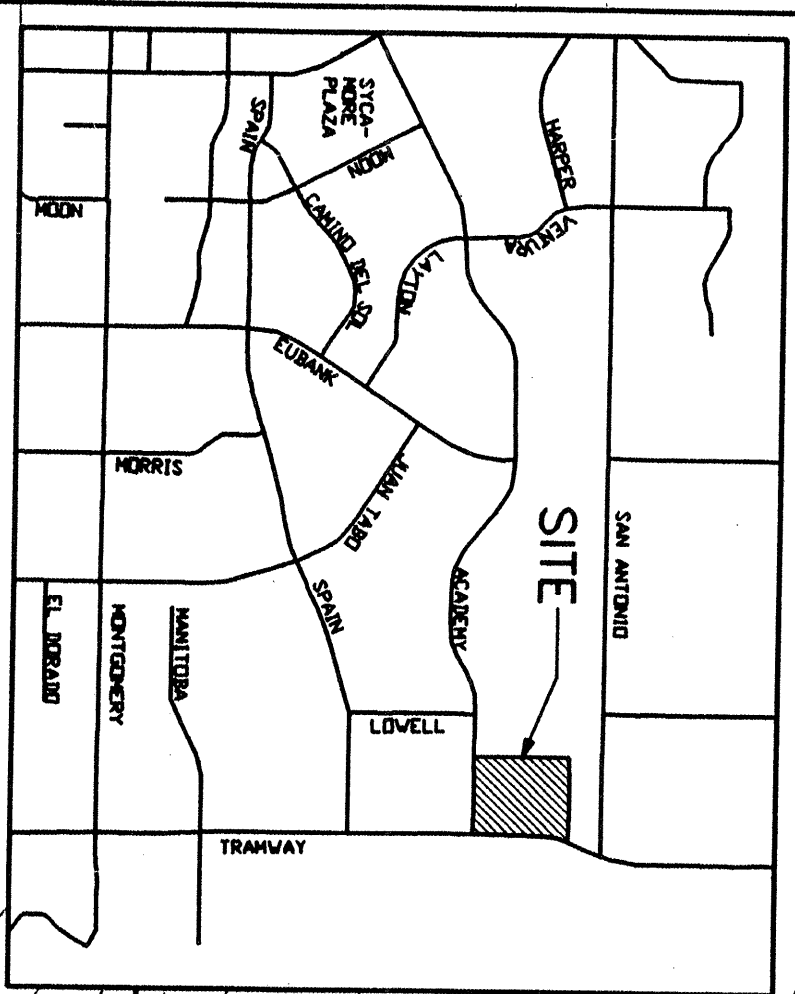 SYCA-
MORE
PLAZA
SPAIN
MOON
HARPER
MOON
CAMINO DEL SOL
LAYTON
VENTURA
EUBANK
MORRIS
JUAN TABO
SITE
SAN ANTONIO
EL DORADO
MONTGOMERY
MANITOBA
SPAIN
ACADEMY
LOWELL
TRAMWAY